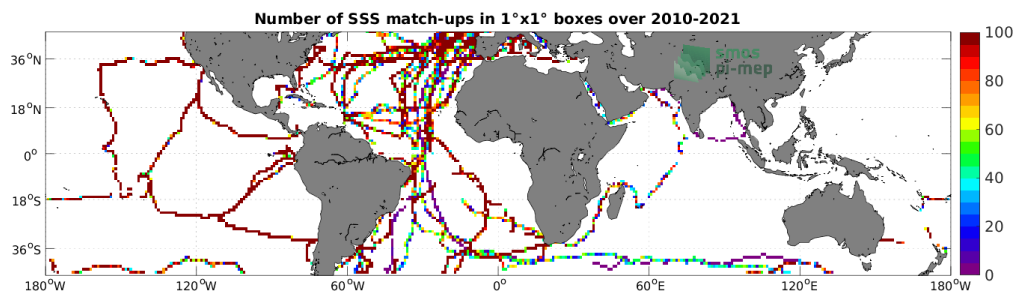 Number of SSS match-ups in 1°x1° boxes over 2010-2021
smos
pi-mep
36°N
18°N
0°
18°S
36°S
180°W
120°W
60°W
0°
60°E
120°E
180°W
100
80
60
40
20
0